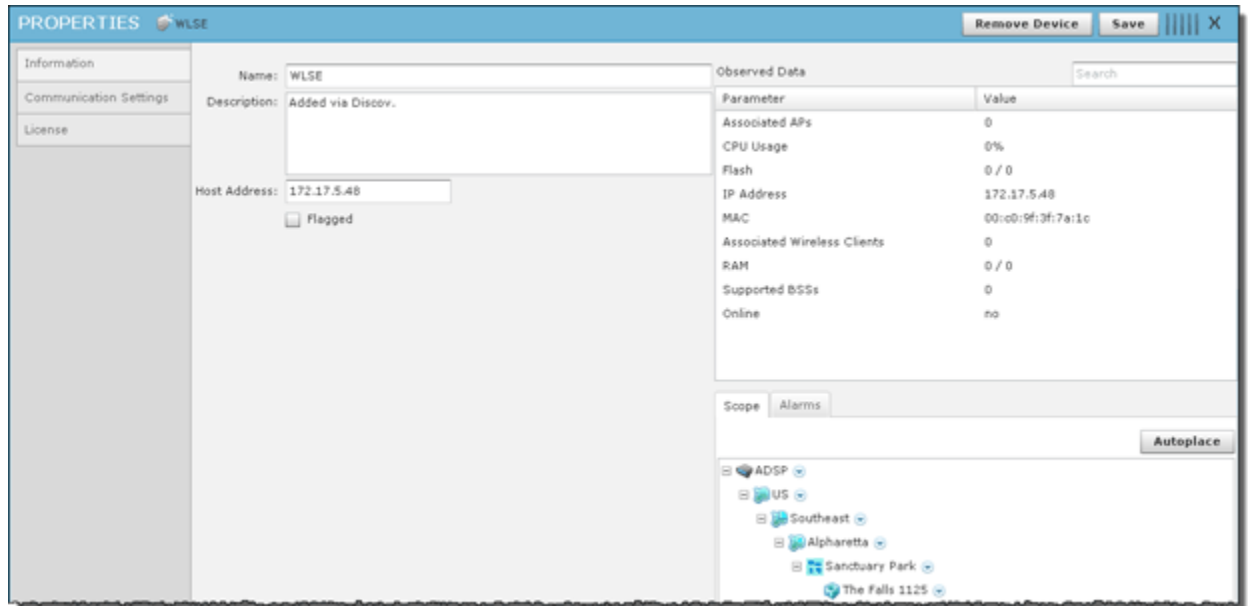 PROPERTIES WLSE Remove Device Save X
Information
Communication Settings
License
Name: WLSE
Description: Added via Discov.
Host Address: 172.17.5.48
Flagged
Observed Data Search
Parameter Value
Associated APs 0
CPU Usage 0%
Flash 0 / 0
IP Address 172.17.5.48
MAC 00:c0:9f:3f:7a:1c
Associated Wireless Clients 0
RAM 0 / 0
Supported BSSs 0
Online no
Scope Alarms
Autoplace
ADSP
US
Southeast
Alpharetta
Sanctuary Park
The Falls 1125